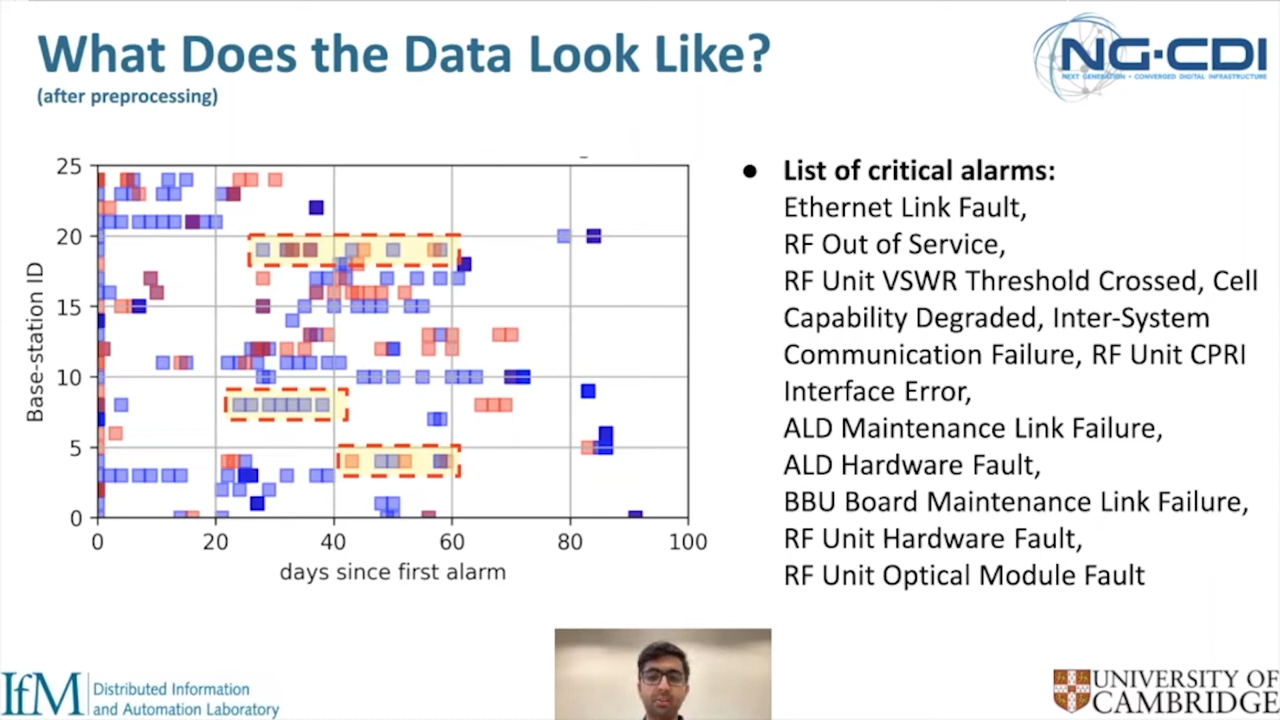 What Does the Data Look Like?
(after preprocessing)
NG-CDI
NEXT GENERATION • CONVERGED DIGITAL INFRASTRUCTURE
25
20
15
10
5
0
Base-station ID
0 20 40 60 80 100
days since first alarm
● List of critical alarms:
Ethernet Link Fault,
RF Out of Service,
RF Unit VSWR Threshold Crossed, Cell
Capability Degraded, Inter-System
Communication Failure, RF Unit CPRI
Interface Error,
ALD Maintenance Link Failure,
ALD Hardware Fault,
BBU Board Maintenance Link Failure,
RF Unit Hardware Fault,
RF Unit Optical Module Fault
IfM
Distributed Information
and Automation Laboratory
UNIVERSITY OF
CAMBRIDGE